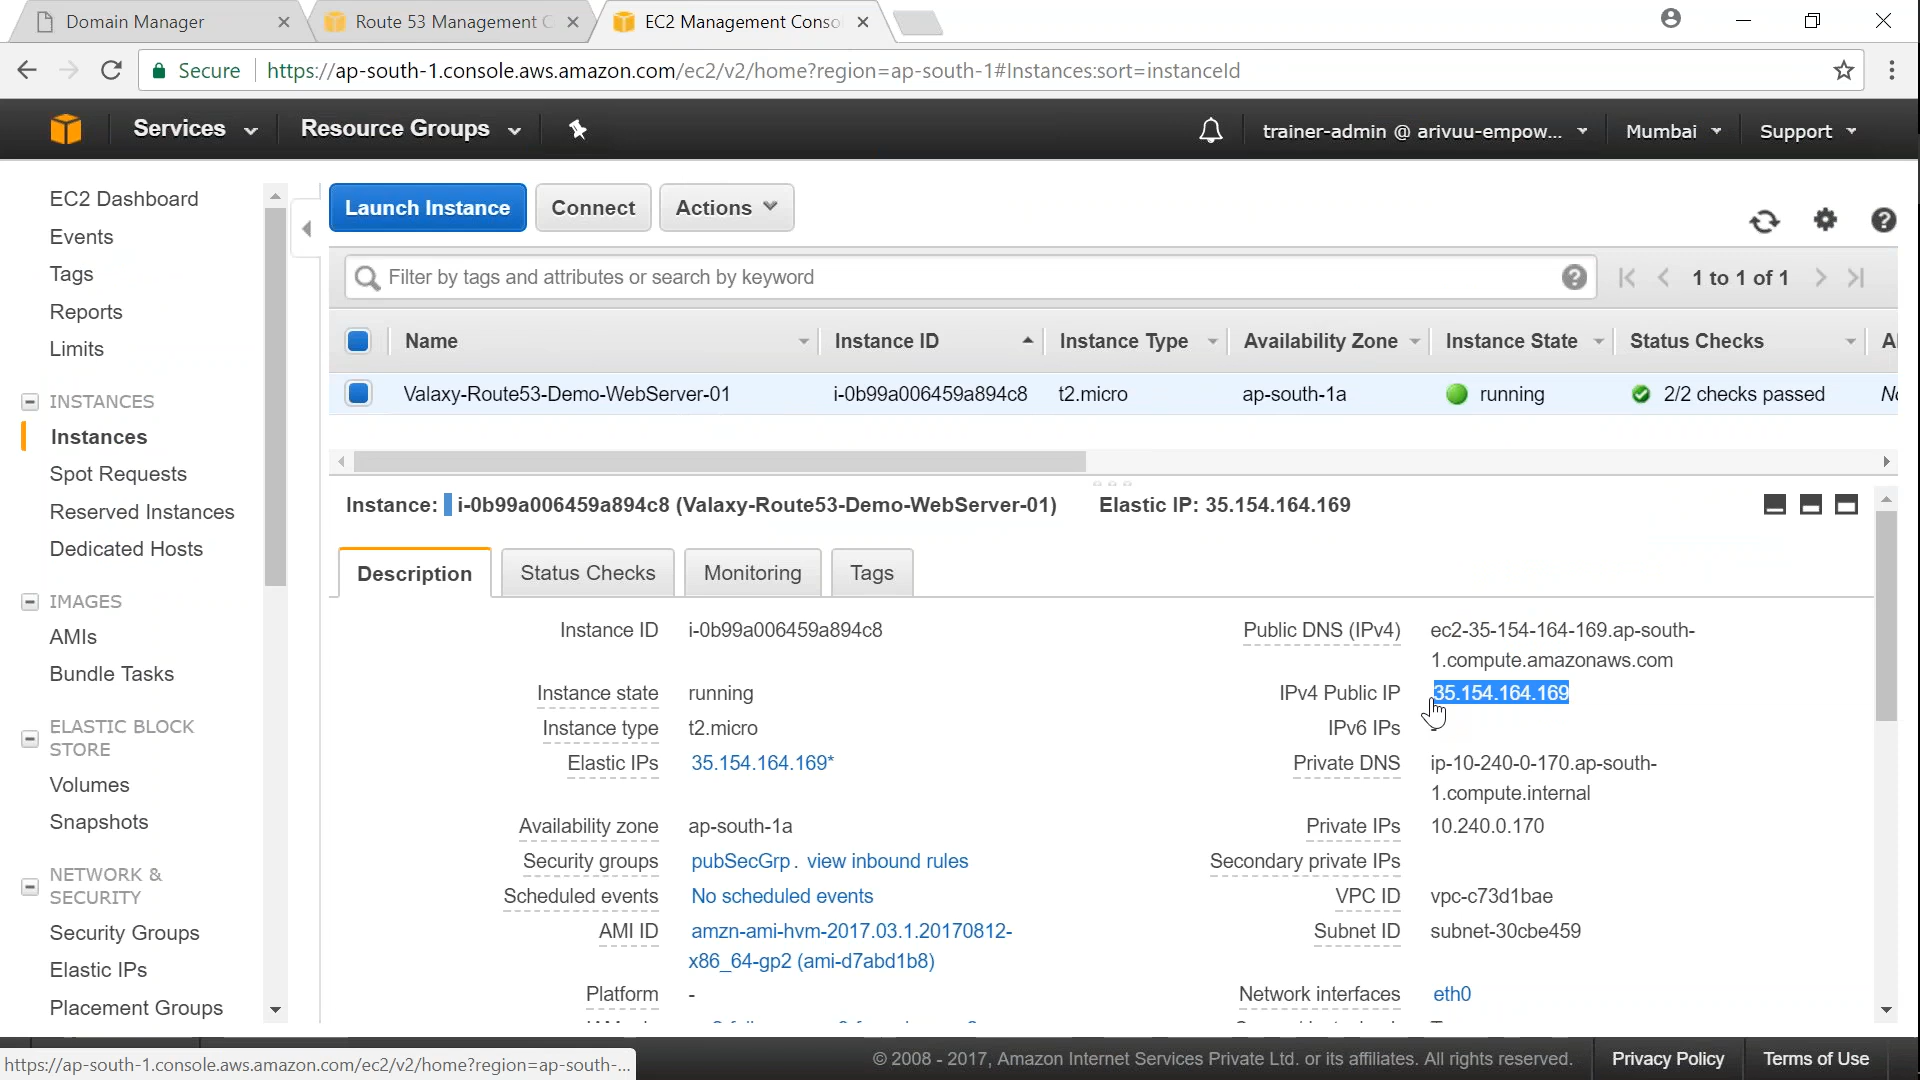 Domain Manager
Route 53 Management C
EC2 Management Conso
Secure https://ap-south-1.console.aws.amazon.com/ec2/v2/home?region=ap-south-1#Instances:sort=instanceId
Services Resource Groups trainer-admin @ arivuu-empow... Mumbai Support
EC2 Dashboard
Events
Tags
Reports
Limits
INSTANCES
Instances
Spot Requests
Reserved Instances
Dedicated Hosts
IMAGES
AMIs
Bundle Tasks
ELASTIC BLOCK
STORE
Volumes
Snapshots
NETWORK &
SECURITY
Security Groups
Elastic IPs
Placement Groups
Launch Instance Connect Actions
Filter by tags and attributes or search by keyword 1 to 1 of 1
Name Instance ID Instance Type Availability Zone Instance State Status Checks
Valaxy-Route53-Demo-WebServer-01 i-0b99a006459a894c8 t2.micro ap-south-1a running 2/2 checks passed
Instance: i-0b99a006459a894c8 (Valaxy-Route53-Demo-WebServer-01) Elastic IP: 35.154.164.169
Description Status Checks Monitoring Tags
Instance ID i-0b99a006459a894c8
Instance state running
Instance type t2.micro
Elastic IPs 35.154.164.169*
Availability zone ap-south-1a
Security groups pubSecGrp . view inbound rules
Scheduled events No scheduled events
AMI ID amzn-ami-hvm-2017.03.1.20170812-
x86_64-gp2 (ami-d7abd1b8)
Platform -
Public DNS (IPv4) ec2-35-154-164-169.ap-south-
1.compute.amazonaws.com
IPv4 Public IP 35.154.164.169
IPv6 IPs
Private DNS ip-10-240-0-170.ap-south-
1.compute.internal
Private IPs 10.240.0.170
Secondary private IPs
VPC ID vpc-c73d1bae
Subnet ID subnet-30cbe459
Network interfaces eth0
https://ap-south-1.console.aws.amazon.com/ec2/v2/home?region=ap-south-...
© 2008 - 2017, Amazon Internet Services Private Ltd. or its affiliates. All rights reserved. Privacy Policy Terms of Use